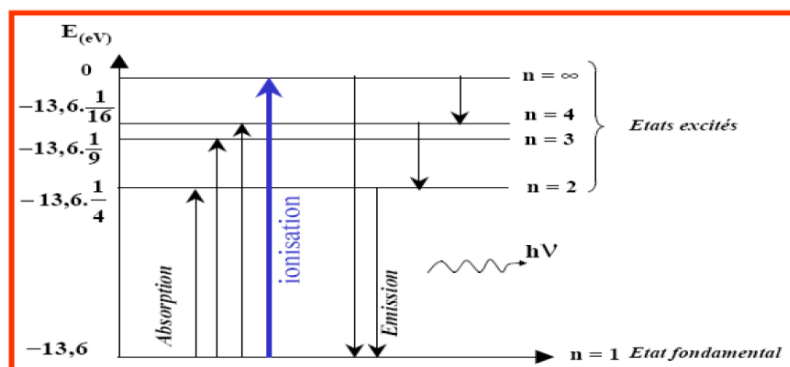 E(eV)
0
n = ∞
−13,6.1/16
n = 4
Etats excités
−13,6.1/9
n = 3
−13,6.1/4
n = 2
Absorption
ionisation
Emission
hV
−13,6
n = 1 Etat fondamental